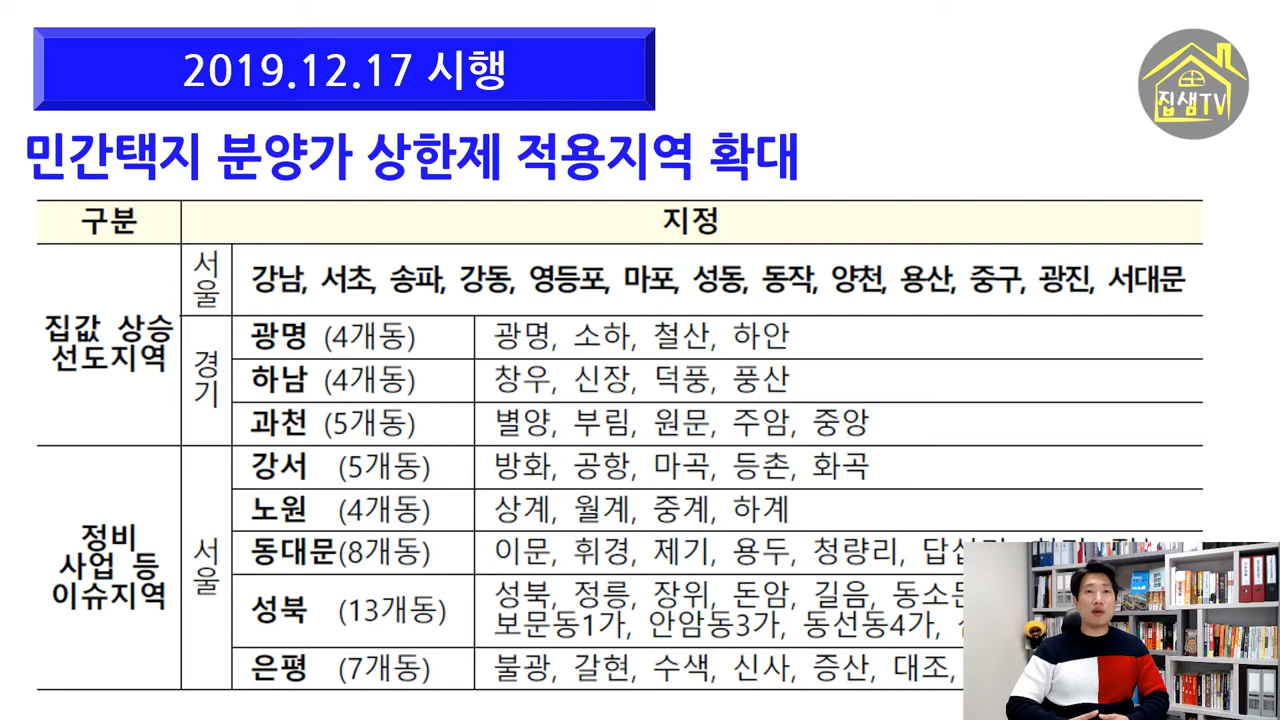 2019.12.17 시행
집샘TV
민간택지 분양가 상한제 적용지역 확대
구분 지정
집값 상승
선도지역
서울
강남, 서초, 송파, 강동, 영등포, 마포, 성동, 동작, 양천, 용산, 중구, 광진, 서대문
경기
광명 (4개동) 광명, 소하, 철산, 하안
하남 (4개동) 창우, 신장, 덕풍, 풍산
과천 (5개동) 별양, 부림, 원문, 주암, 중앙
정비
사업 등
이슈지역
서울
강서 (5개동) 방화, 공항, 마곡, 등촌, 화곡
노원 (4개동) 상계, 월계, 중계, 하계
동대문(8개동) 이문, 휘경, 제기, 용두, 청량리,
성북 (13개동) 성북, 정릉, 장위, 돈암, 길음,
보문동1가, 안암동3가, 동선동4가,
은평 (7개동) 불광, 갈현, 수색, 신사, 증산, 대조,